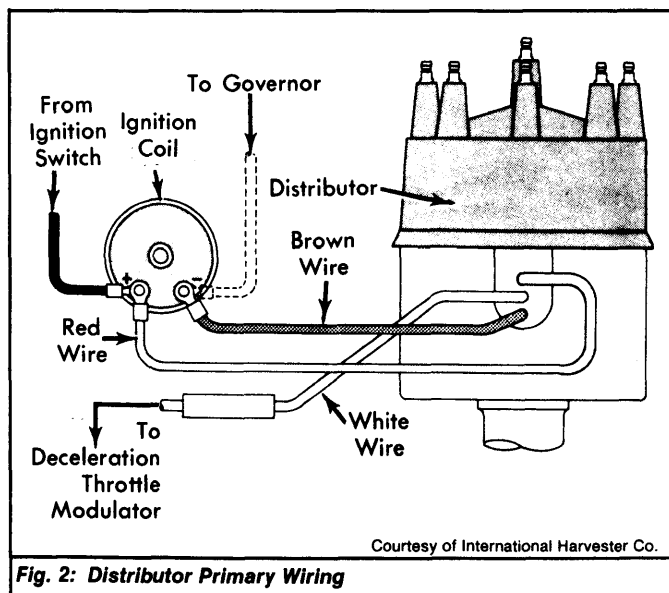 From
Ignition
Switch
Ignition
Coil
To Governor
Distributor
Brown
Wire
+
-
Red
Wire
White
Wire
To
Deceleration
Throttle
Modulator
Courtesy of International Harvester Co.
Fig. 2: Distributor Primary Wiring